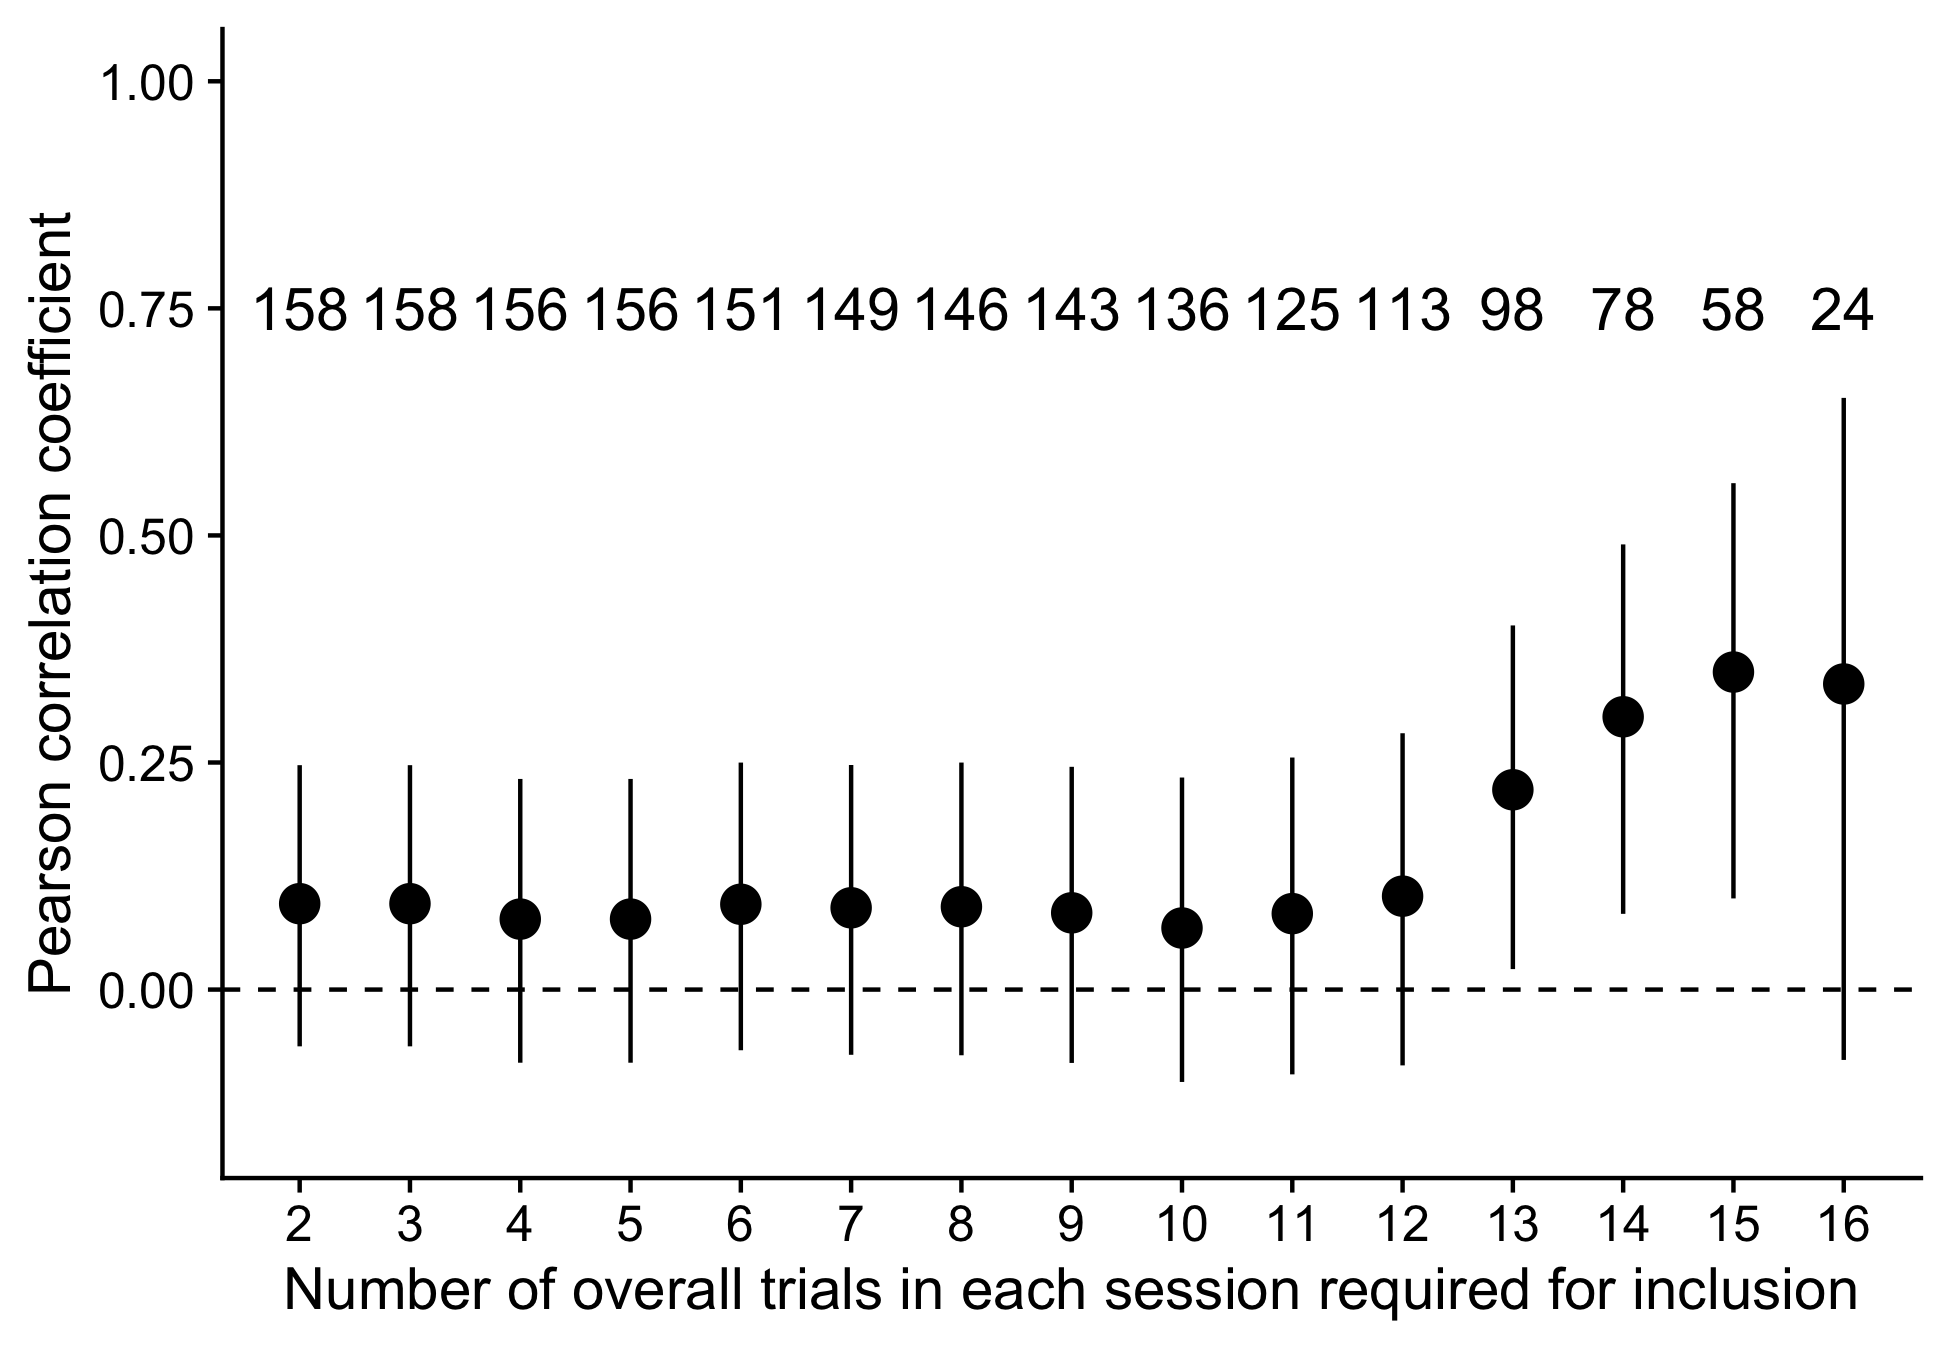 Pearson correlation coefficient
1.00
0.75
0.50
0.25
0.00
158 158 156 156 151 149 146 143 136 125 113 98 78 58 24
2 3 4 5 6 7 8 9 10 11 12 13 14 15 16
Number of overall trials in each session required for inclusion